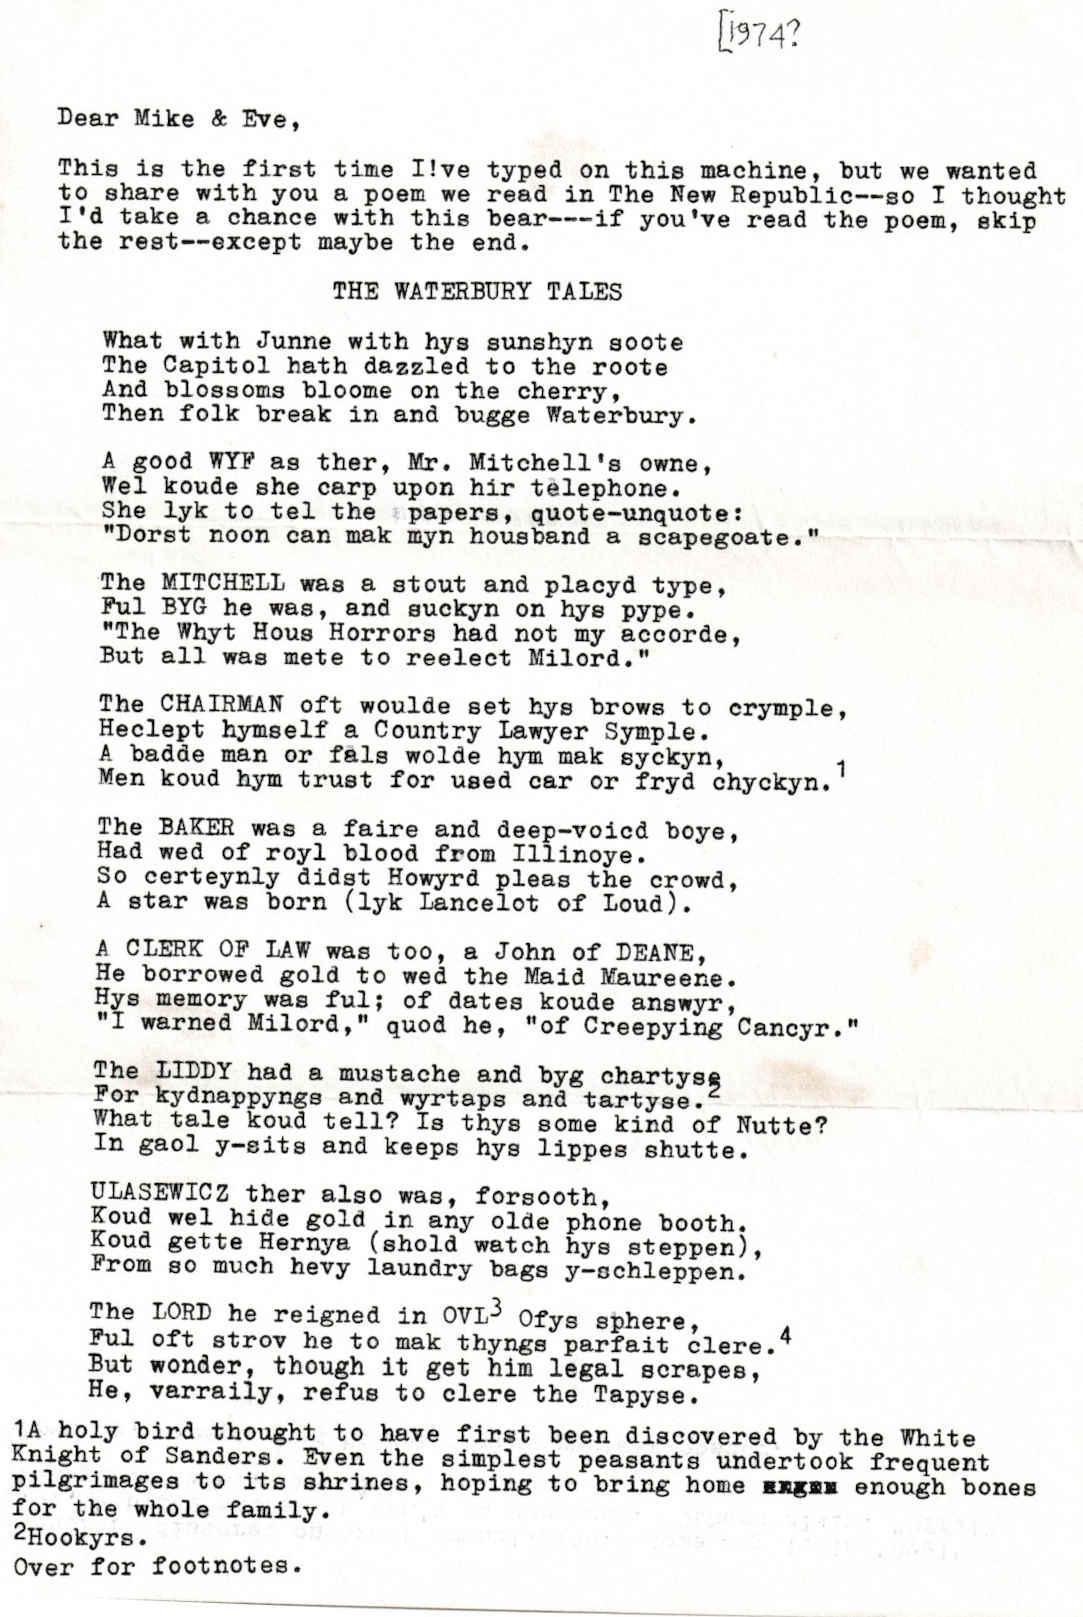 [1974?
Dear Mike & Eve,
This is the first time I!ve typed on this machine, but we wanted
to share with you a poem we read in The New Republic--so I thought
I'd take a chance with this bear---if you've read the poem, skip
the rest--except maybe the end.
THE WATERBURY TALES
What with Junne with hys sunshyn soote
The Capitol hath dazzled to the roote
And blossoms bloome on the cherry,
Then folk break in and bugge Waterbury.
A good WYF as ther, Mr. Mitchell's owne,
Wel koude she carp upon hir telephone.
She lyk to tel the papers, quote-unquote:
"Dorst noon can mak myn housband a scapegoate."
The MITCHELL was a stout and placyd type,
Ful BYG he was, and suckyn on hys pype.
"The Whyt Hous Horrors had not my accorde,
But all was mete to reelect Milord."
The CHAIRMAN oft woulde set hys brows to crymple,
Heclept hymself a Country Lawyer Symple.
A badde man or fals wolde hym mak syckyn,
Men koud hym trust for used car or fryd chyckyn.1
The BAKER was a faire and deep-voicd boye,
Had wed of royl blood from Illinoye.
So certeynly didst Howyrd pleas the crowd,
A star was born (lyk Lancelot of Loud).
A CLERK OF LAW was too, a John of DEANE,
He borrowed gold to wed the Maid Maureene.
Hys memory was ful; of dates koude answyr,
"I warned Milord," quod he, "of Creepying Cancyr."
The LIDDY had a mustache and byg chartyse
For kydnappyngs and wyrtaps and tartyse.2
What tale koud tell? Is thys some kind of Nutte?
In gaol y-sits and keeps hys lippes shutte.
ULASEWICZ ther also was, forsooth,
Koud wel hide gold in any olde phone booth.
Koud gette Hernya (shold watch hys steppen),
From so much hevy laundry bags y-schleppen.
The LORD he reigned in OVL3 Ofys sphere,
Ful oft strov he to mak thyngs parfait clere.4
But wonder, though it get him legal scrapes,
He, varraily, refus to clere the Tapyse.
1A holy bird thought to have first been discovered by the White
Knight of Sanders. Even the simplest peasants undertook frequent
pilgrimages to its shrines, hoping to bring home enough bones
for the whole family.
2Hookyrs.
Over for footnotes.